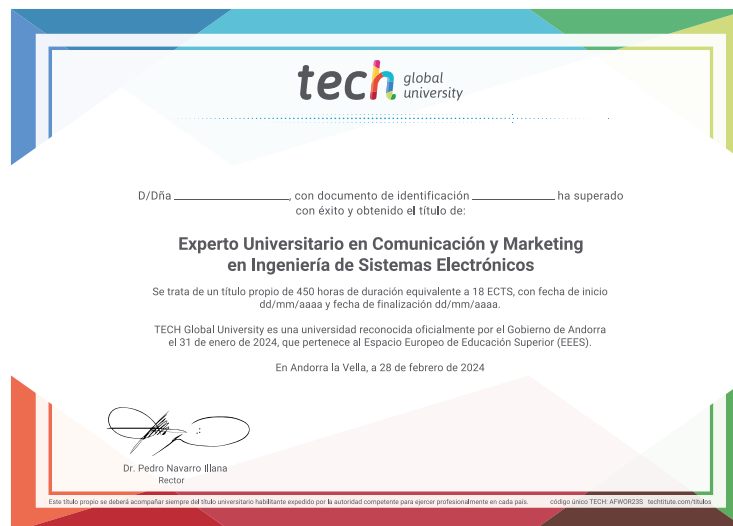 tech global university
D/Dña ____________________, con documento de identificación ______________ ha superado
con éxito y obtenido el título de:
Experto Universitario en Comunicación y Marketing
en Ingeniería de Sistemas Electrónicos
Se trata de un título propio de 450 horas de duración equivalente a 18 ECTS, con fecha de inicio
dd/mm/aaaa y fecha de finalización dd/mm/aaaa.
TECH Global University es una universidad reconocida oficialmente por el Gobierno de Andorra
el 31 de enero de 2024, que pertenece al Espacio Europeo de Educación Superior (EEES).
En Andorra la Vella, a 28 de febrero de 2024
Dr. Pedro Navarro Illana
Rector
Este título propio se deberá acompañar siempre del título universitario habilitante expedido por la autoridad competente para ejercer profesionalmente en cada país. código único TECH: AFWOR23S techtitute.com/titulos